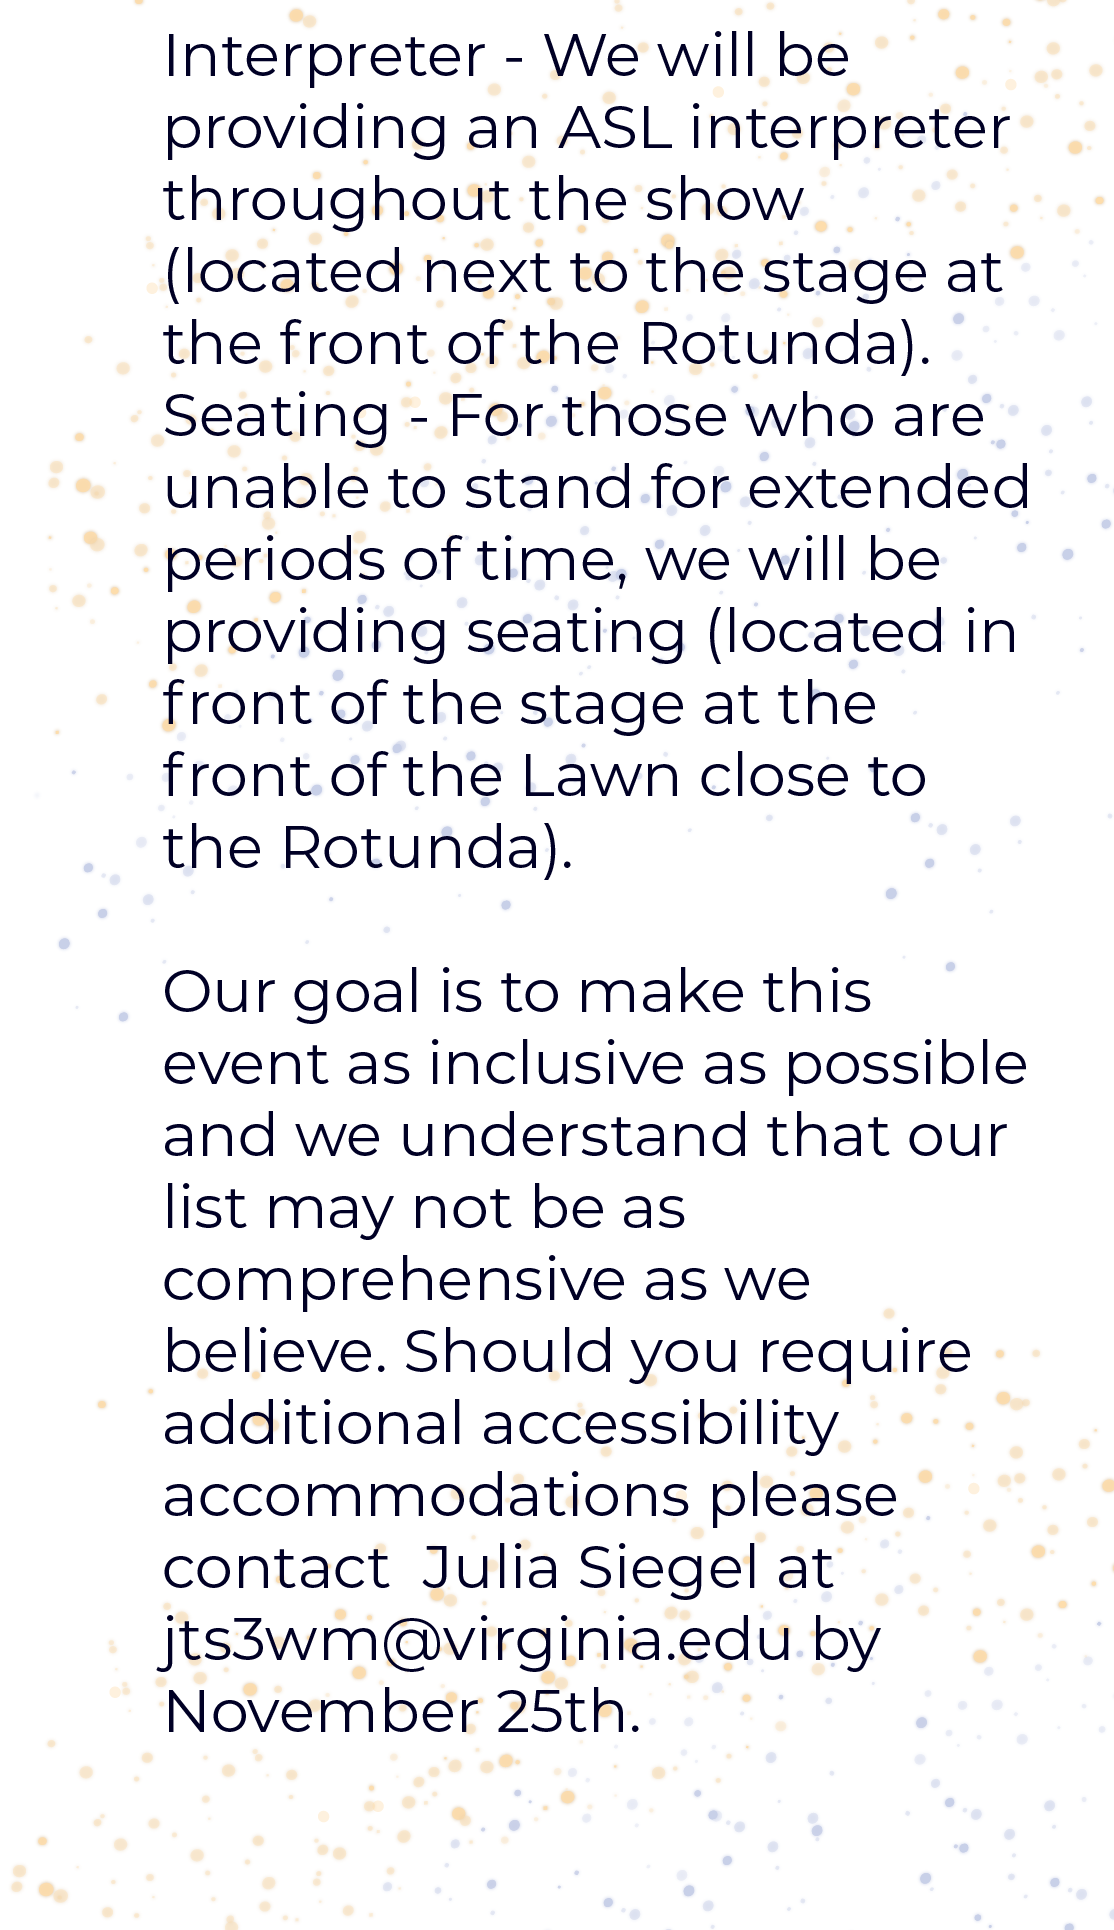 Interpreter - We will be
providing an ASL interpreter
throughout the show
(located next to the stage at
the front of the Rotunda).
Seating - For those who are
unable to stand for extended
periods of time, we will be
providing seating (located in
front of the stage at the
front of the Lawn close to
the Rotunda).
Our goal is to make this
event as inclusive as possible
and we understand that our
list may not be as
comprehensive as we
believe. Should you require
additional accessibility
accommodations please
contact  Julia Siegel at
jts3wm@virginia.edu by
November 25th.